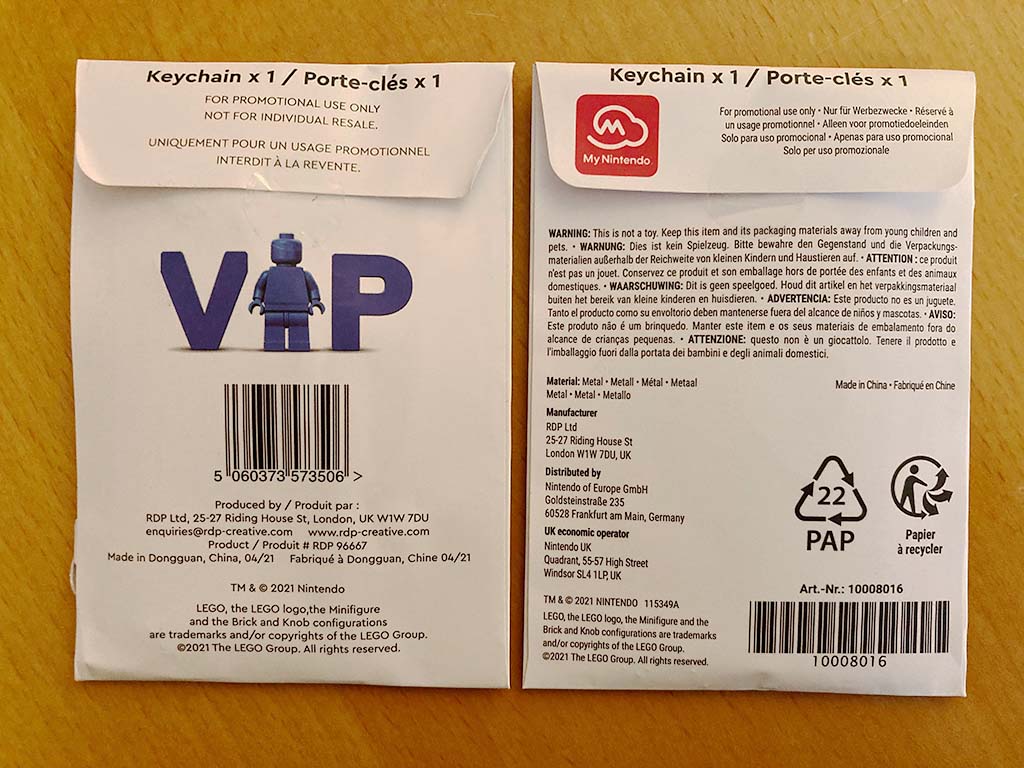 Keychain x 1 / Porte-clés x 1
FOR PROMOTIONAL USE ONLY
NOT FOR INDIVIDUAL RESALE.
UNIQUEMENT POUR UN USAGE PROMOTIONNEL
INTERDIT À LA REVENTE.
VIP
5 060373 573506 >
Produced by / Produit par :
RDP Ltd, 25-27 Riding House St, London, UK W1W 7DU
enquiries@rdp-creative.com www.rdp-creative.com
Product / Produit # RDP 96667
Made in Dongguan, China, 04/21 Fabriqué à Dongguan, Chine 04/21
TM & © 2021 Nintendo
LEGO, the LEGO logo,the Minifigure
and the Brick and Knob configurations
are trademarks and/or copyrights of the LEGO Group.
©2021 The LEGO Group. All rights reserved.
Keychain x 1 / Porte-clés x 1
My Nintendo
For promotional use only • Nur für Werbezwecke • Réservé à
un usage promotionnel • Alleen voor promotiedoeleinden
Solo para uso promocional • Apenas para uso promocional
Solo per uso promozionale
WARNING: This is not a toy. Keep this item and its packaging materials away from young children and
pets. • WARNUNG: Dies ist kein Spielzeug. Bitte bewahren den Gegenstand und die Verpackungs-
materialien außerhalb der Reichweite von kleinen Kindern und Haustieren auf. • ATTENTION : ce produit
n'est pas un jouet. Conservez ce produit et son emballage hors de portée des enfants et des animaux
domestiques. • WAARSCHUWING: Dit is geen speelgoed. Houd dit artikel en het verpakkingsmateriaal
buiten het bereik van kleine kinderen en huisdieren. • ADVERTENCIA: Este producto no es un juguete.
Tanto el producto como su envoltorio deben mantenerse fuera del alcance de niños y mascotas. • AVISO:
Este produto não é um brinquedo. Manter este item e os seus materiais de embalamento fora do
alcance de crianças pequenas. • ATTENZIONE: questo non è un giocattolo. Tenere il prodotto e
l'imballaggio fuori dalla portata dei bambini e degli animali domestici.
Material: Metal • Metall • Métal • Metaal
Metal • Metal • Metallo
Made in China • Fabriqué en Chine
Manufacturer
RDP Ltd
25-27 Riding House St
London W1W 7DU, UK
Distributed by
Nintendo of Europe GmbH
Goldsteinstraße 235
60528 Frankfurt am Main, Germany
UK economic operator
Nintendo UK
Quadrant, 55-57 High Street
Windsor SL4 1LP, UK
22
PAP
Papier
à recycler
TM & © 2021 NINTENDO 115349A
LEGO, the LEGO logo, the Minifigure and the
Brick and Knob configurations are trademarks
and/or copyrights of the LEGO Group.
©2021 The LEGO Group. All rights reserved.
Art.-Nr.: 10008016
10008016